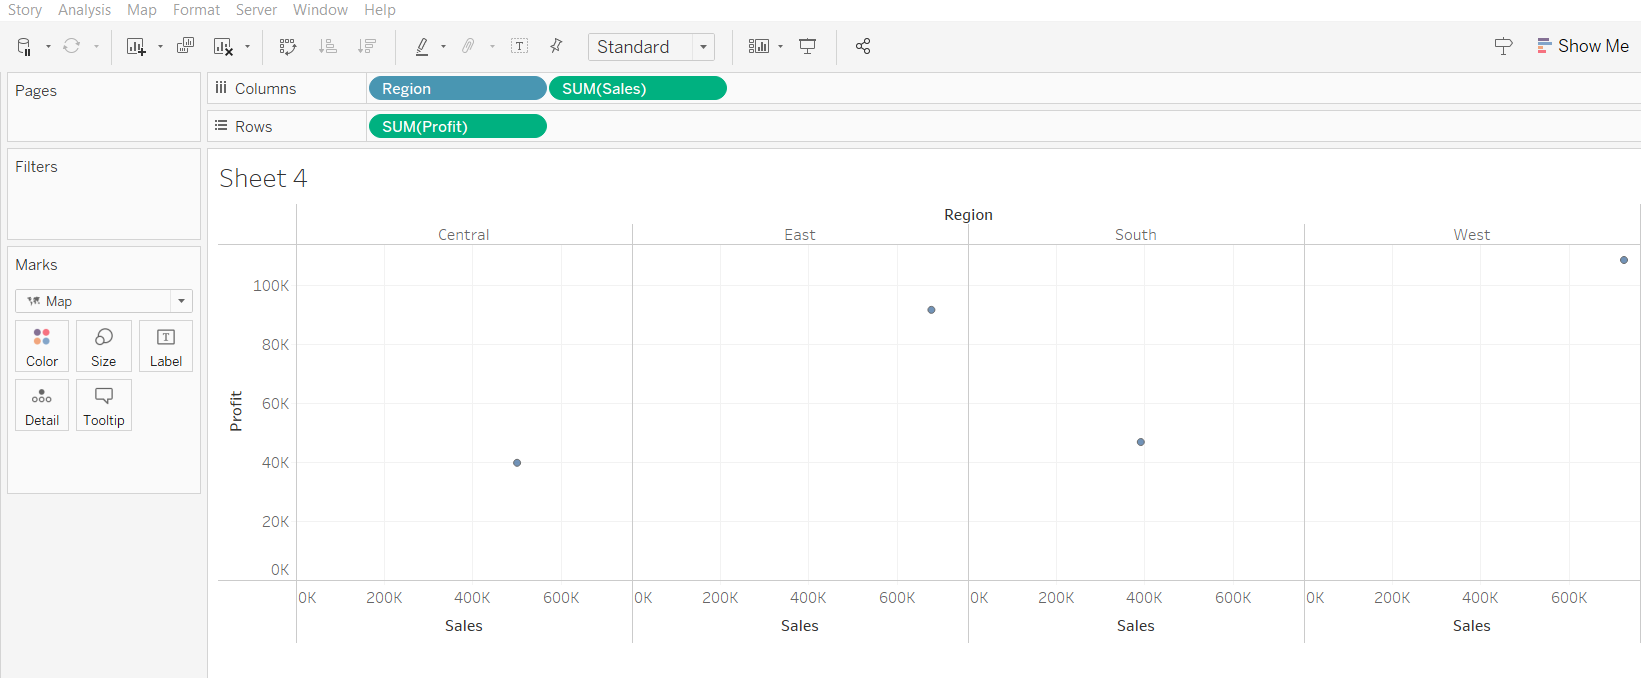 Story Analysis Map Format Server Window Help
Standard
Show Me
Pages
Columns Region SUM(Sales)
Rows SUM(Profit)
Filters
Sheet 4
Region
Central East South West
Marks
Map
Color Size Label
Detail Tooltip
Profit
100K
80K
60K
40K
20K
0K
0K 200K 400K 600K 0K 200K 400K 600K 0K 200K 400K 600K 0K 200K 400K 600K
Sales Sales Sales Sales